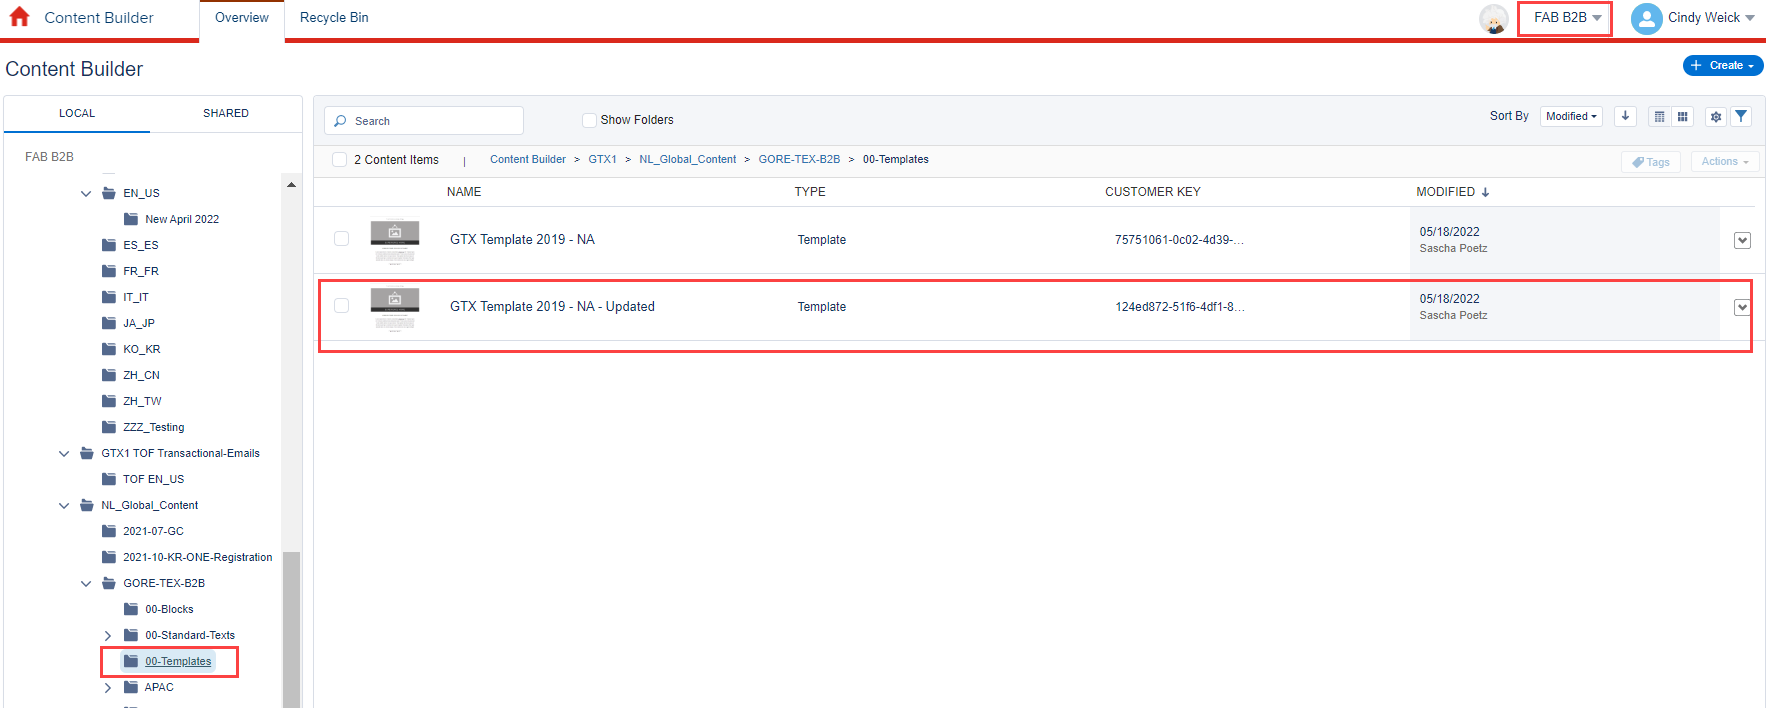 Content Builder
Overview
Recycle Bin
FAB B2B
Cindy Weick
Content Builder
Create
LOCAL
SHARED
FAB B2B
EN_US
New April 2022
ES_ES
FR_FR
IT_IT
JA_JP
KO_KR
ZH_CN
ZH_TW
ZZZ_Testing
GTX1 TOF Transactional-Emails
TOF EN_US
NL_Global_Content
2021-07-GC
2021-10-KR-ONE-Registration
GORE-TEX-B2B
00-Blocks
00-Standard-Texts
00-Templates
APAC
Search
Show Folders
Sort By
Modified
2 Content Items | Content Builder > GTX1 > NL_Global_Content > GORE-TEX-B2B > 00-Templates
Tags
Actions
NAME TYPE CUSTOMER KEY MODIFIED
GTX Template 2019 - NA Template 75751061-0c02-4d39-... 05/18/2022
Sascha Poetz
GTX Template 2019 - NA - Updated Template 124ed872-51f6-4df1-8... 05/18/2022
Sascha Poetz